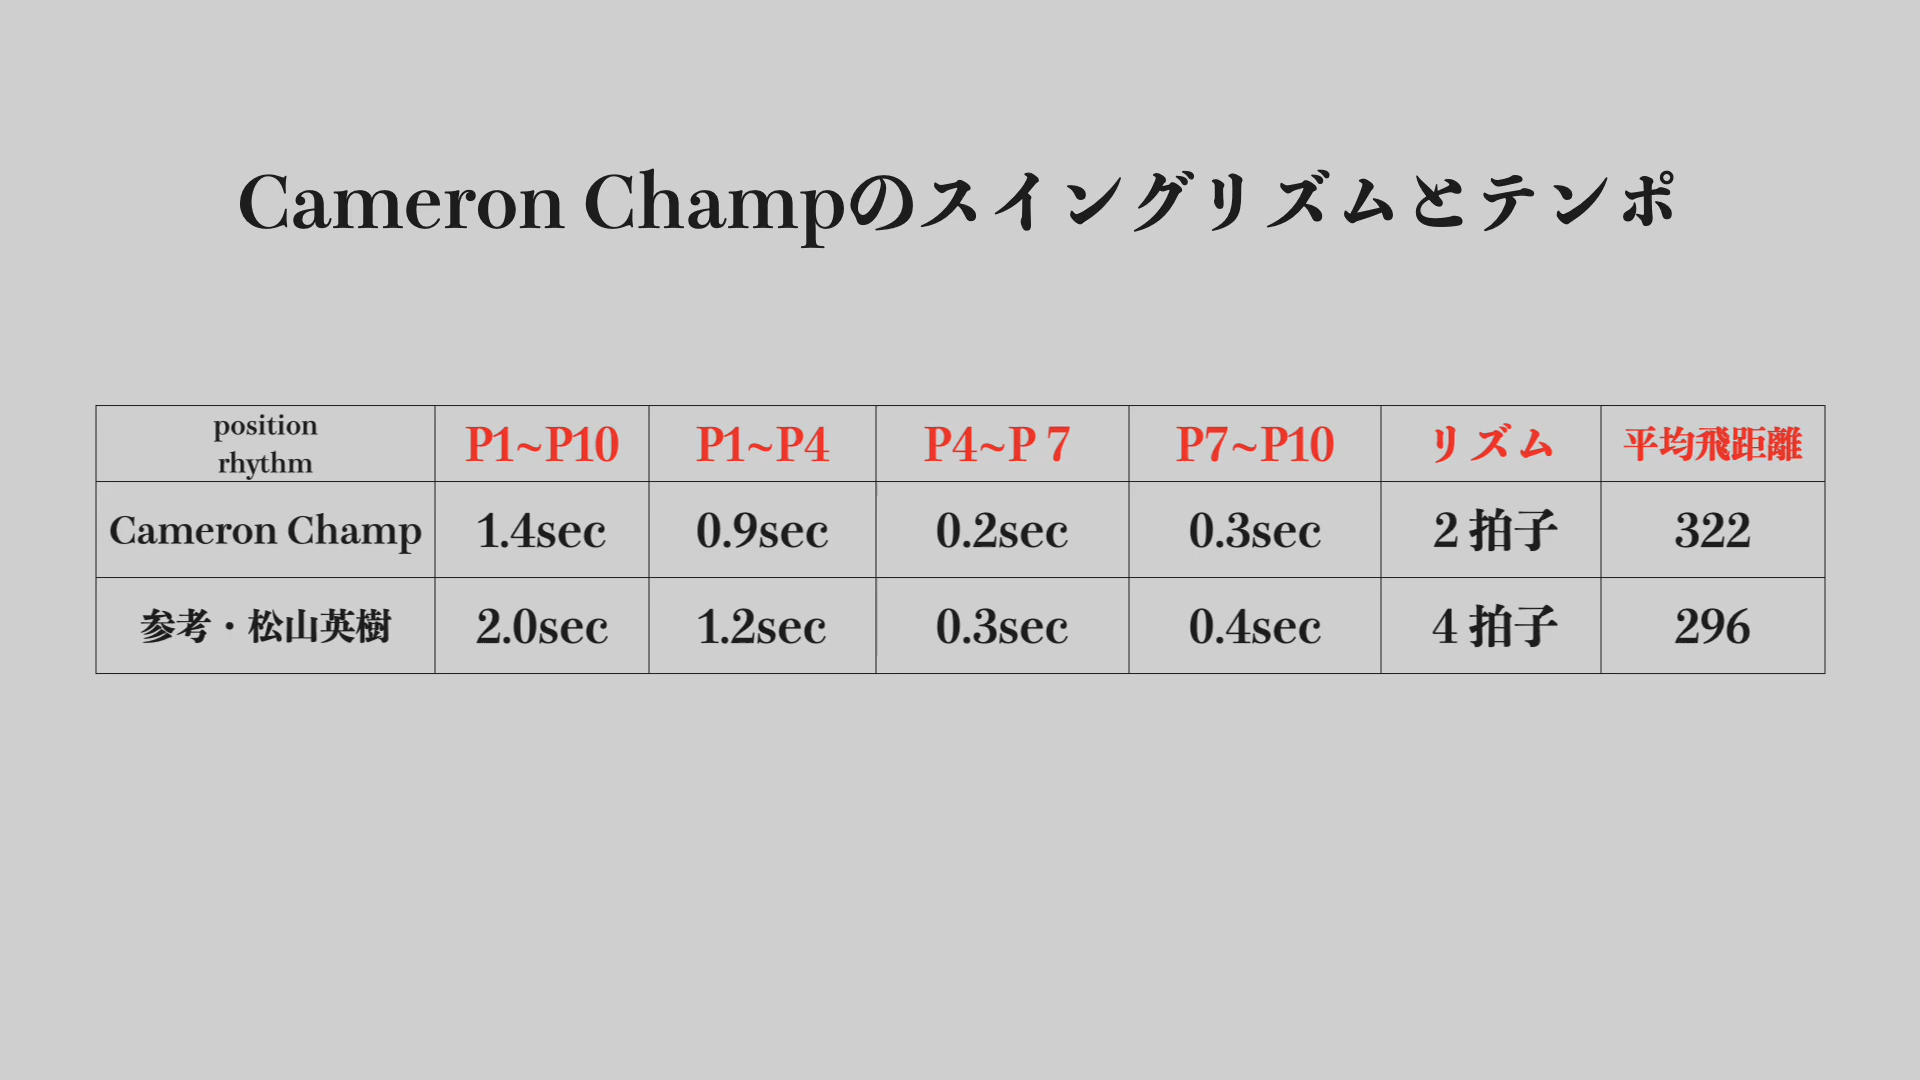 Cameron Champのスイングリズムとテンポ
position
rhythm
P1~P10
P1~P4
P4~P 7
P7~P10
リズム
平均飛距離
Cameron Champ
1.4sec
0.9sec
0.2sec
0.3sec
2 拍子
322
参考・松山英樹
2.0sec
1.2sec
0.3sec
0.4sec
4 拍子
296